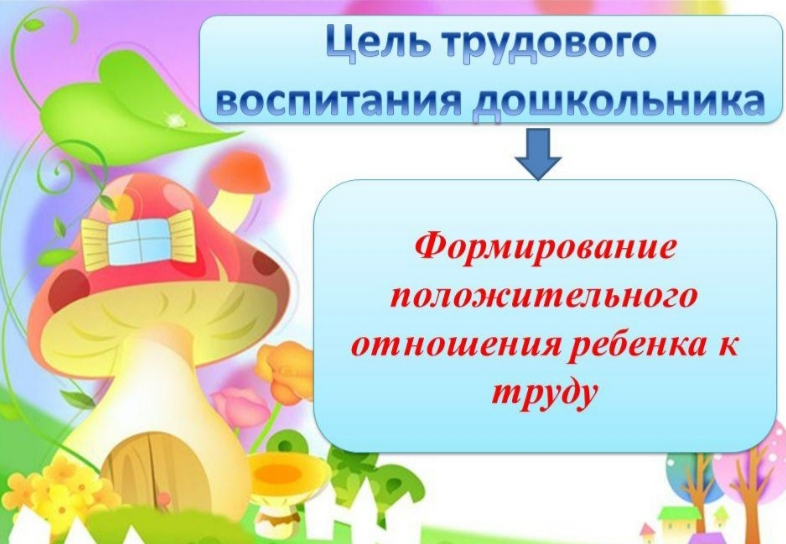 Цель трудового
воспитания дошкольника
Формирование
положительного
отношения ребенка к
труду